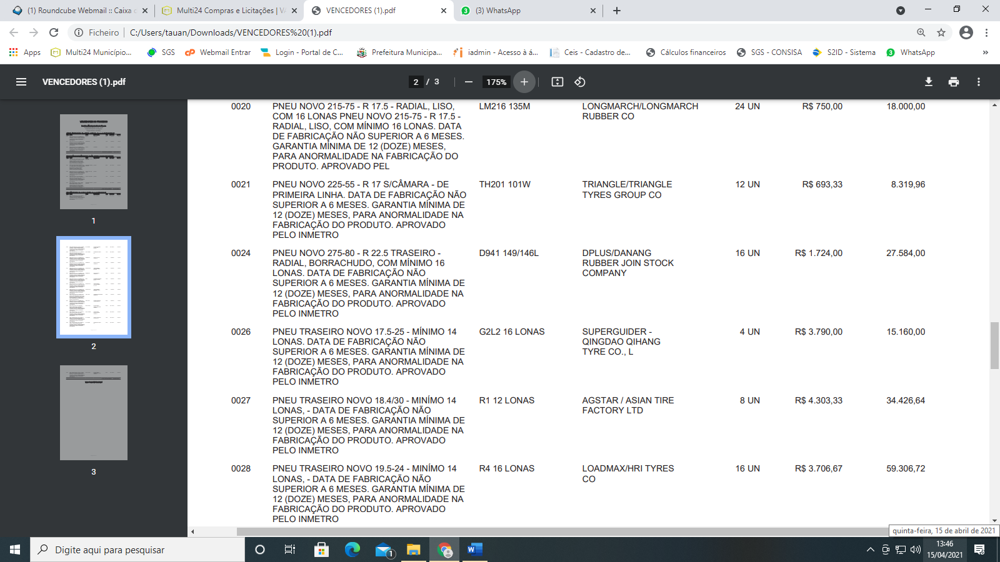 (1) Roundcube Webmail :: Caixa
Multi24 Compras e Licitações |
VENCEDORES (1).pdf
(3) WhatsApp
Ficheiro
C:/Users/tauan/Downloads/VENCEDORES%20(1).pdf
Apps
Multi24 Municípo...
SGS
Webmail Entrar
Login - Portal de C...
Prefeitura Municipa...
iadmin - Acesso à á...
Ceis - Cadastro de...
Cálculos financeiros
SGS - CONSISA
S2ID - Sistema
WhatsApp
»
VENCEDORES (1).pdf
2 / 3
175%
1
2
3
0020 PNEU NOVO 215-75 - R 17.5 - RADIAL, LISO, LM216 135M LONGMARCH/LONGMARCH 24 UN R$ 750,00 18.000,00
COM 16 LONAS PNEU NOVO 215-75 - R 17.5 - RUBBER CO
RADIAL, LISO, COM MÍNIMO 16 LONAS. DATA
DE FABRICAÇÃO NÃO SUPERIOR A 6 MESES.
GARANTIA MÍNIMA DE 12 (DOZE) MESES,
PARA ANORMALIDADE NA FABRICAÇÃO DO
PRODUTO. APROVADO PEL
0021 PNEU NOVO 225-55 - R 17 S/CÂMARA - DE TH201 101W TRIANGLE/TRIANGLE 12 UN R$ 693,33 8.319,96
PRIMEIRA LINHA. DATA DE FABRICAÇÃO NÃO TYRES GROUP CO
SUPERIOR A 6 MESES. GARANTIA MÍNIMA DE
12 (DOZE) MESES, PARA ANORMALIDADE NA
FABRICAÇÃO DO PRODUTO. APROVADO
PELO INMETRO
0024 PNEU NOVO 275-80 - R 22.5 TRASEIRO - D941 149/146L DPLUS/DANANG 16 UN R$ 1.724,00 27.584,00
RADIAL, BORRACHUDO, COM MÍNIMO 16 RUBBER JOIN STOCK
LONAS. DATA DE FABRICAÇÃO NÃO COMPANY
SUPERIOR A 6 MESES. GARANTIA MÍNIMA DE
12 (DOZE) MESES, PARA ANORMALIDADE NA
FABRICAÇÃO DO PRODUTO. APROVADO
PELO INMETRO
0026 PNEU TRASEIRO NOVO 17.5-25 - MÍNIMO 14 G2L2 16 LONAS SUPERGUIDER - 4 UN R$ 3.790,00 15.160,00
LONAS. DATA DE FABRICAÇÃO NÃO QINGDAO QIHANG
SUPERIOR A 6 MESES. GARANTIA MÍNIMA DE TYRE CO., L
12 (DOZE) MESES, PARA ANORMALIDADE NA
FABRICAÇÃO DO PRODUTO. APROVADO
PELO INMETRO
0027 PNEU TRASEIRO NOVO 18.4/30 - MINÍMO 14 R1 12 LONAS AGSTAR / ASIAN TIRE 8 UN R$ 4.303,33 34.426,64
LONAS, - DATA DE FABRICAÇÃO NÃO FACTORY LTD
SUPERIOR A 6 MESES. GARANTIA MÍNIMA DE
12 (DOZE) MESES, PARA ANORMALIDADE NA
FABRICAÇÃO DO PRODUTO. APROVADO
PELO INMETRO
0028 PNEU TRASEIRO NOVO 19.5-24 - MINÍMO 14 R4 16 LONAS LOADMAX/HRI TYRES 16 UN R$ 3.706,67 59.306,72
LONAS, - DATA DE FABRICAÇÃO NÃO CO
SUPERIOR A 6 MESES. GARANTIA MÍNIMA DE
12 (DOZE) MESES, PARA ANORMALIDADE NA
FABRICAÇÃO DO PRODUTO. APROVADO
PELO INMETRO
quinta-feira, 15 de abril de 2021
Digite aqui para pesquisar
1
13:46
15/04/2021